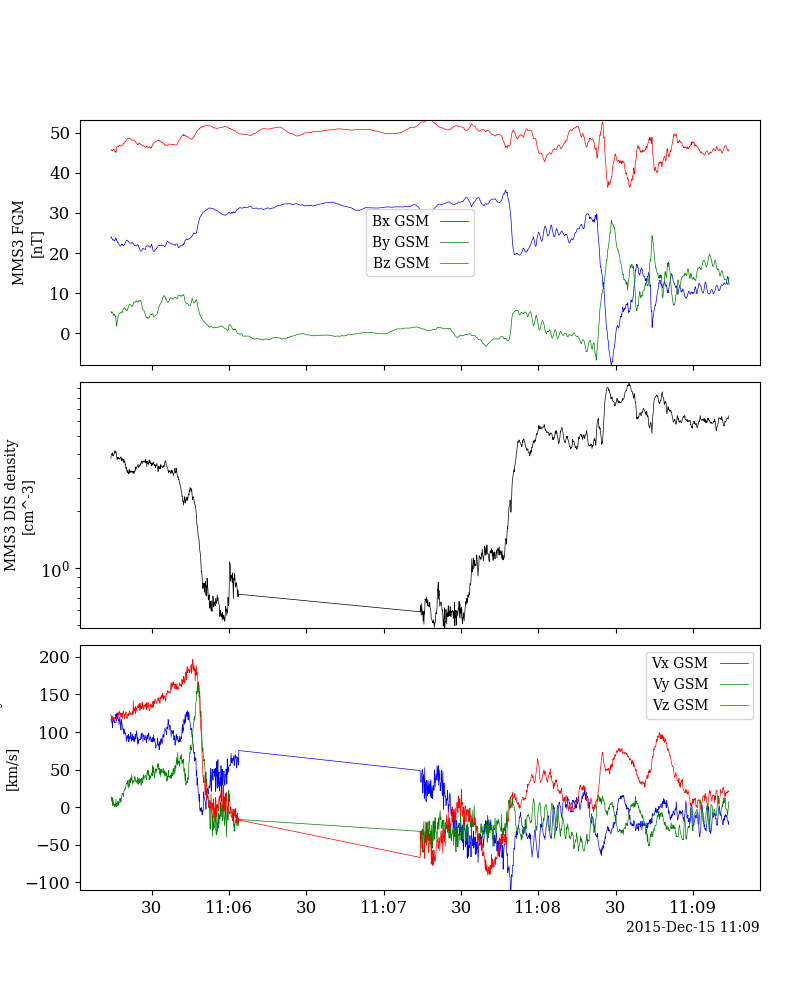 50
40
30
20
10
0
MMS3 FGM
[nT]
Bx GSM
By GSM
Bz GSM
10^0
MMS3 DIS density
[cm^-3]
200
150
100
50
0
−50
−100
[km/s]
Vx GSM
Vy GSM
Vz GSM
30
11:06
30
11:07
30
11:08
30
11:09
2015-Dec-15 11:09